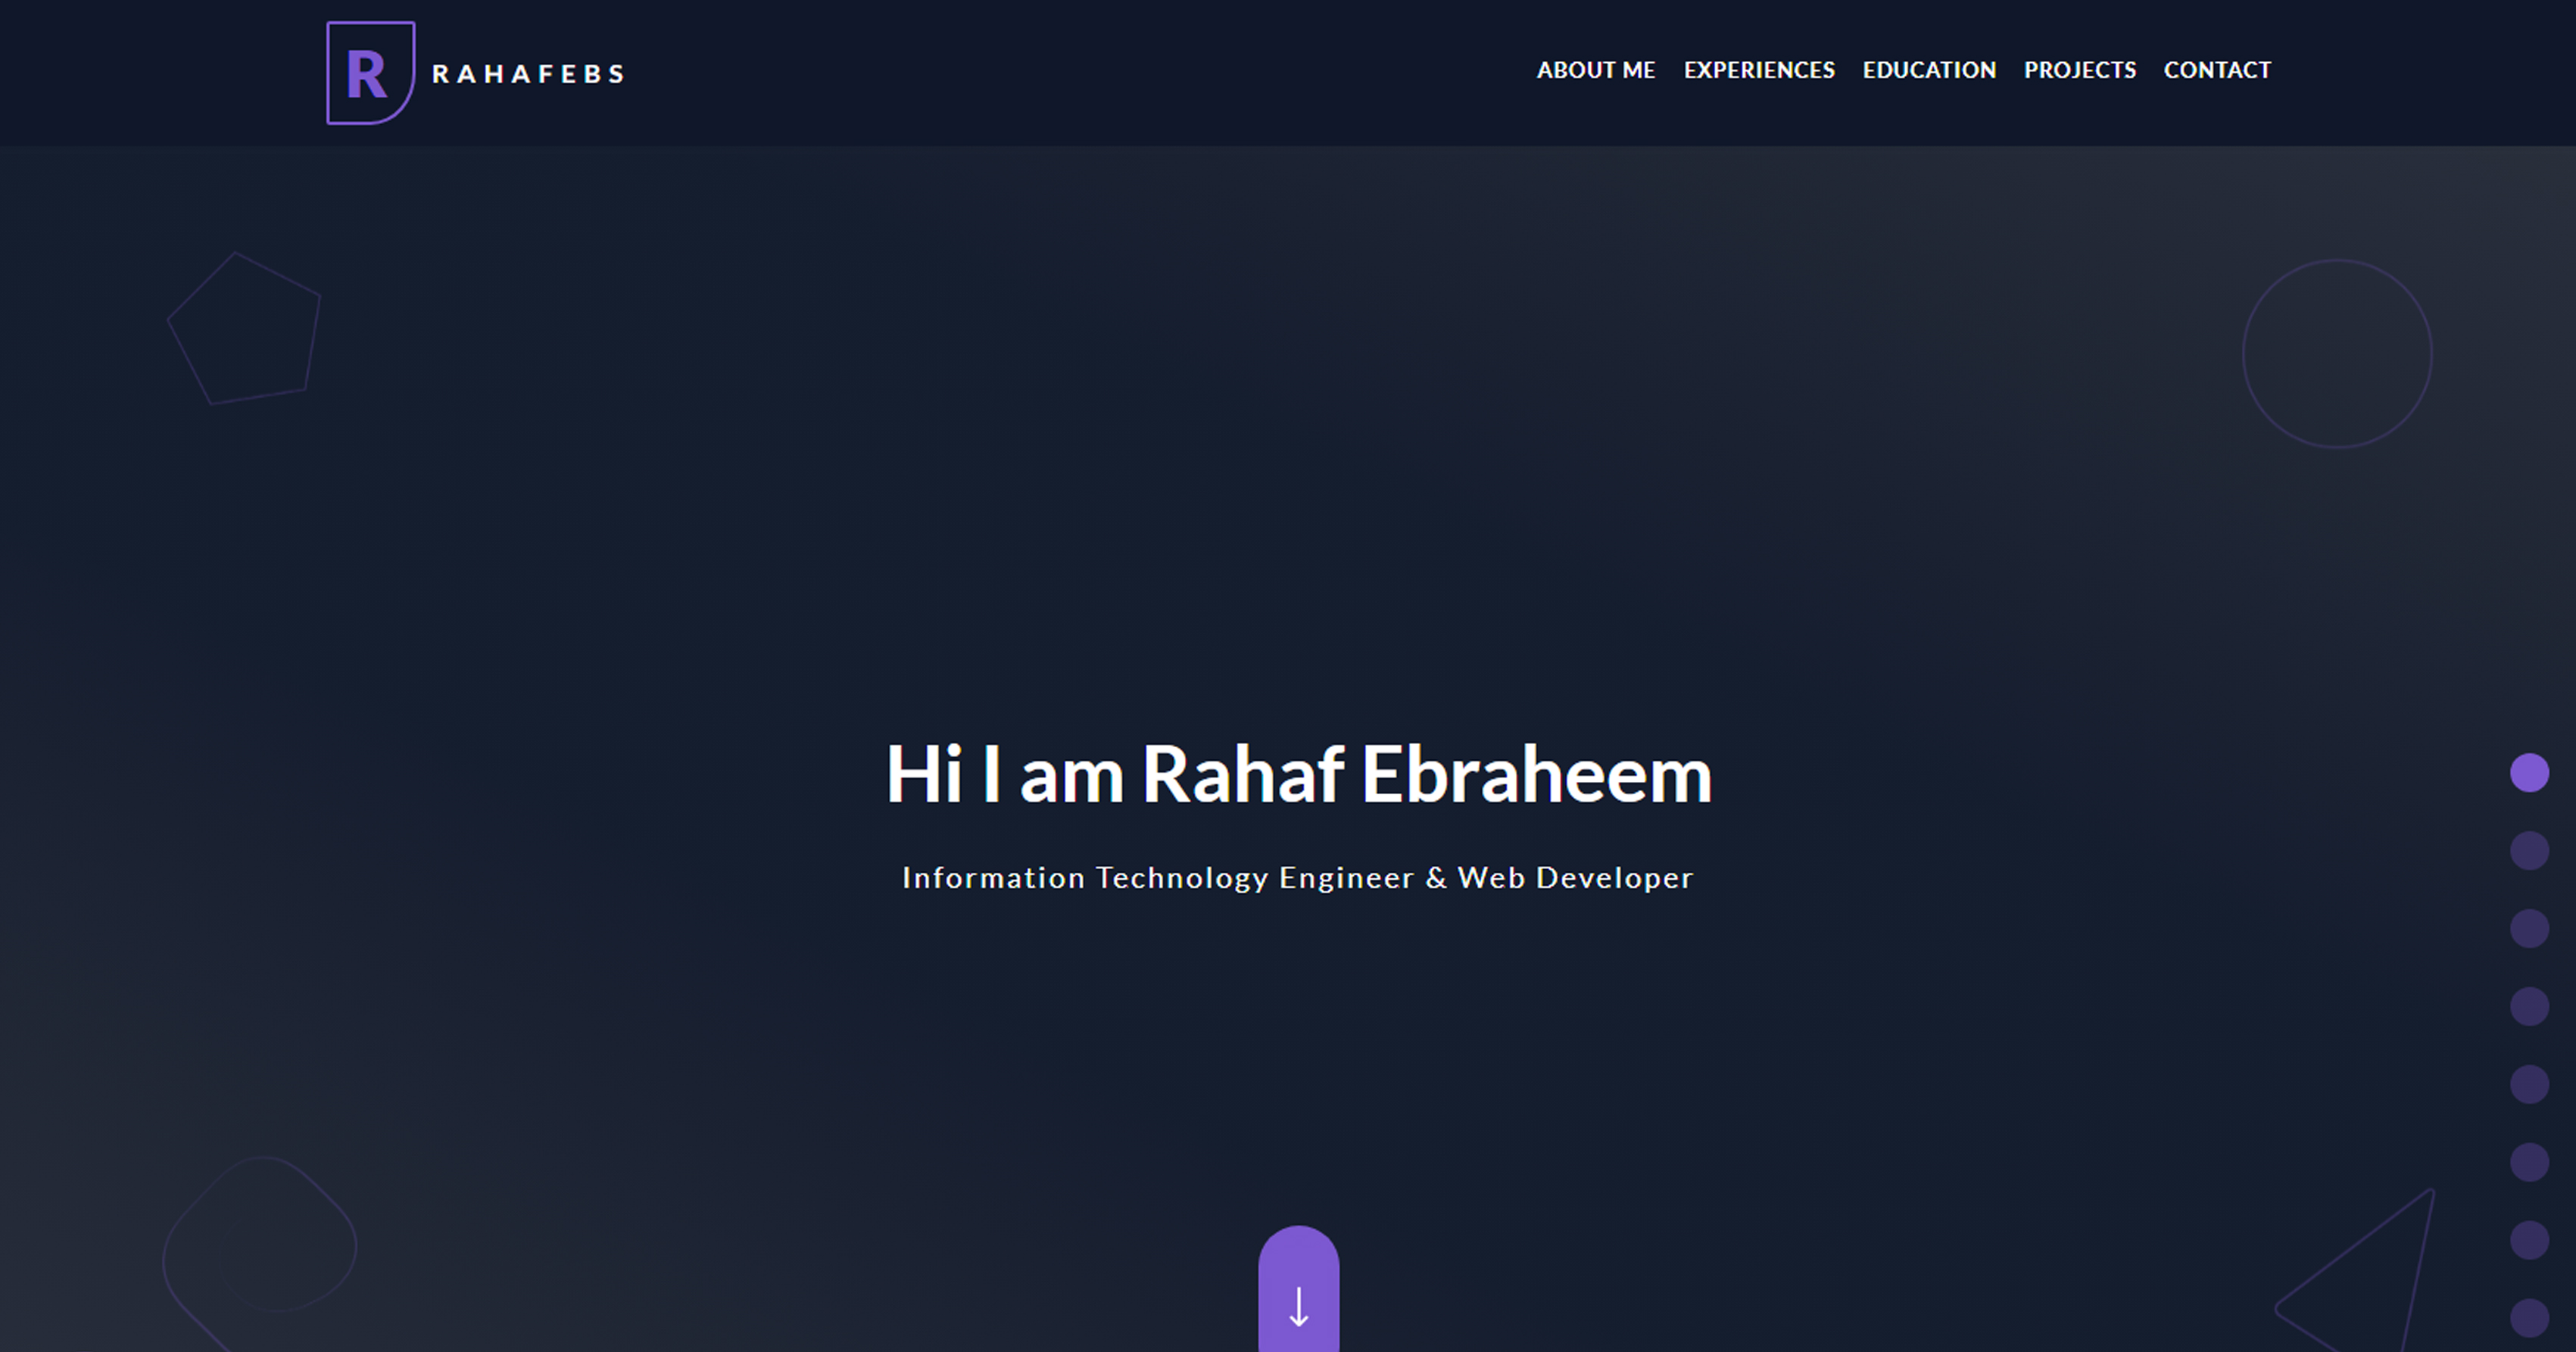 R RAHAFEBS
ABOUT ME EXPERIENCES EDUCATION PROJECTS CONTACT
Hi I am Rahaf Ebraheem
Information Technology Engineer & Web Developer